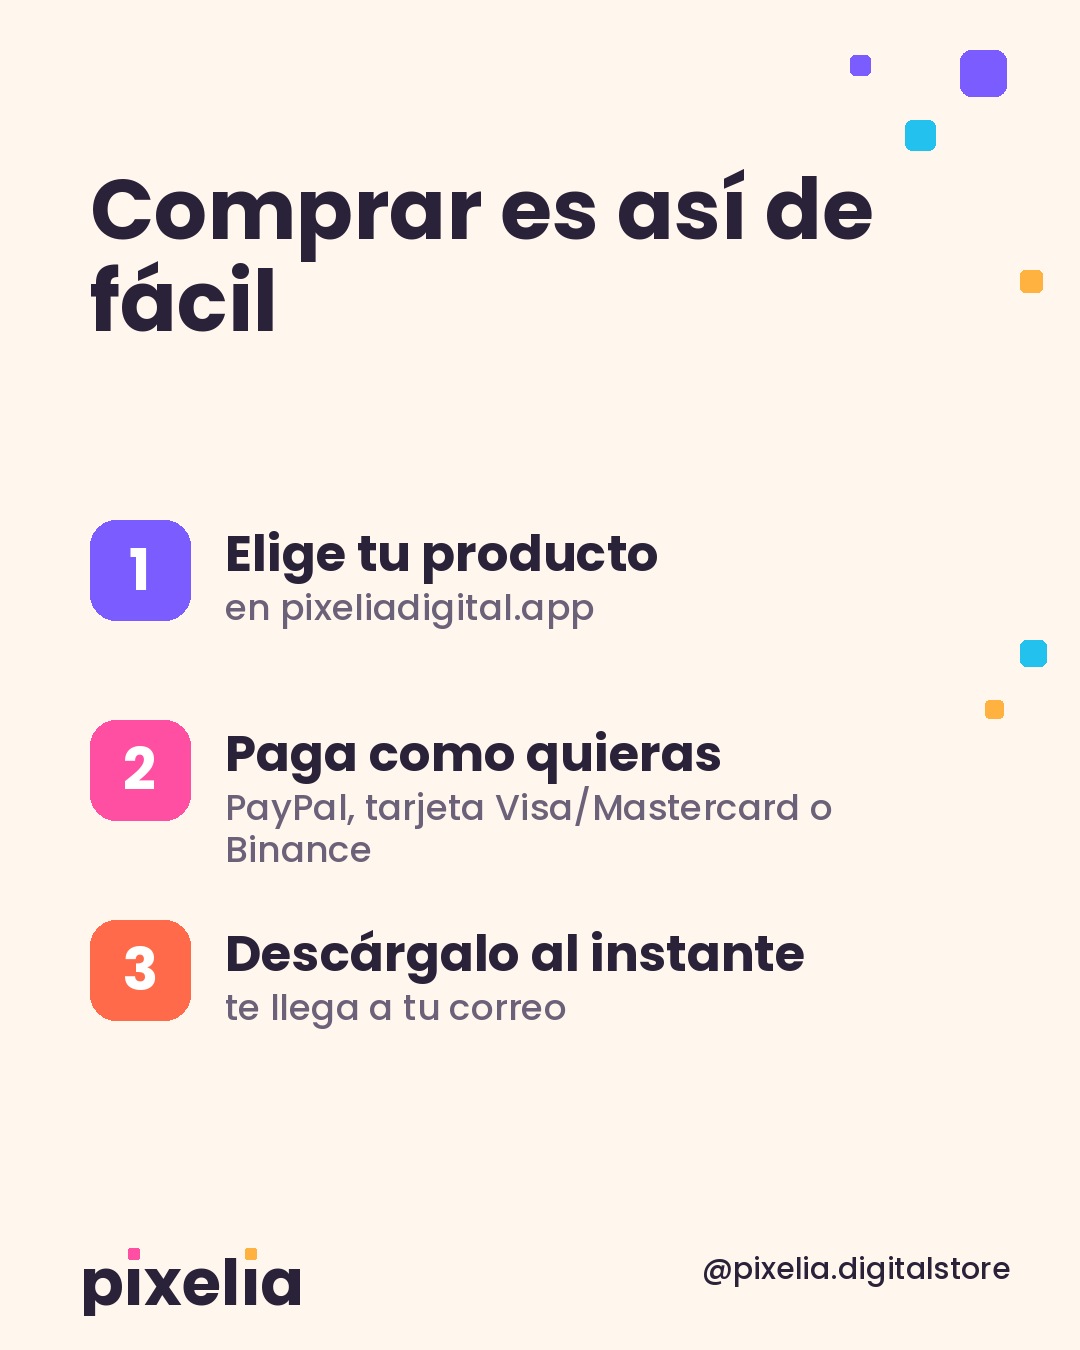 Comprar es así de
fácil
1
Elige tu producto
en pixeliadigital.app
2
Paga como quieras
PayPal, tarjeta Visa/Mastercard o
Binance
3
Descárgalo al instante
te llega a tu correo
pixelia
@pixelia.digitalstore